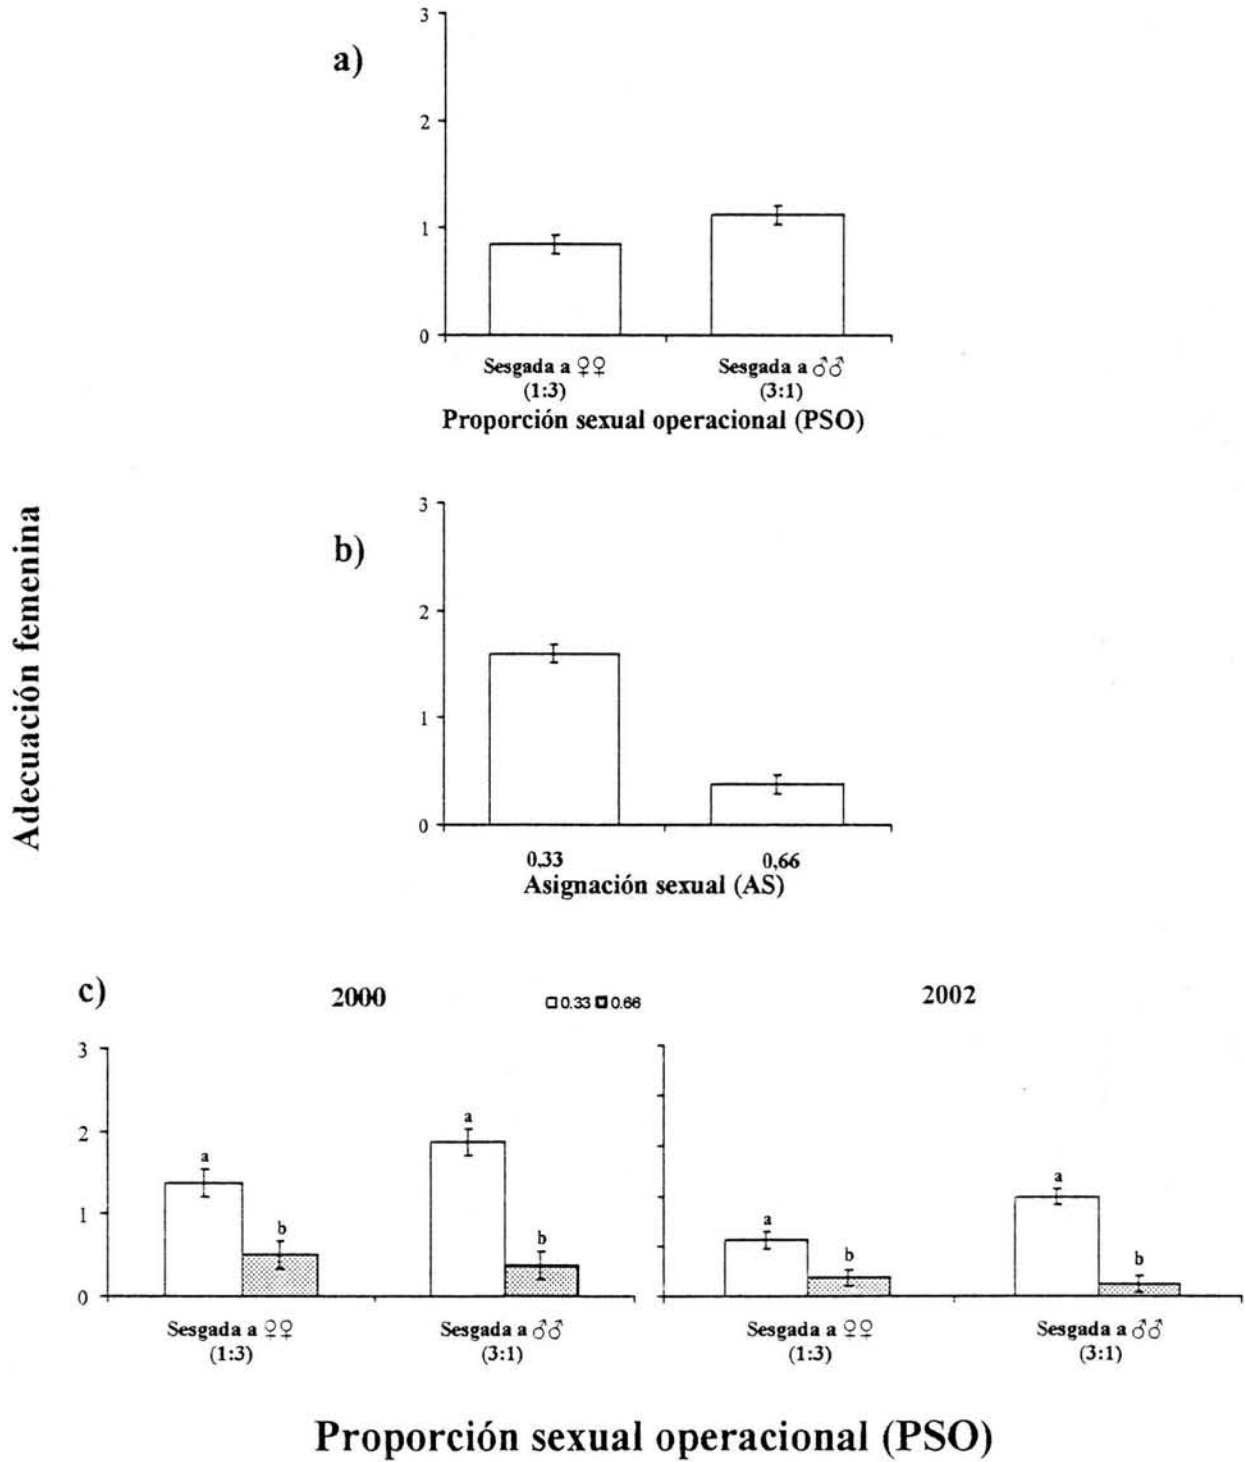 Adecuación femenina
a)
3
2
1
0
Sesgada a ♀♀ Sesgada a ♂♂
(1:3) (3:1)
Proporción sexual operacional (PSO)
b)
3
2
1
0
0,33 0,66
Asignación sexual (AS)
c) 2000 0.33 0.66 2002
3
2
1
0
a b a b a b a b
Sesgada a ♀♀ Sesgada a ♂♂ Sesgada a ♀♀ Sesgada a ♂♂
(1:3) (3:1) (1:3) (3:1)
Proporción sexual operacional (PSO)